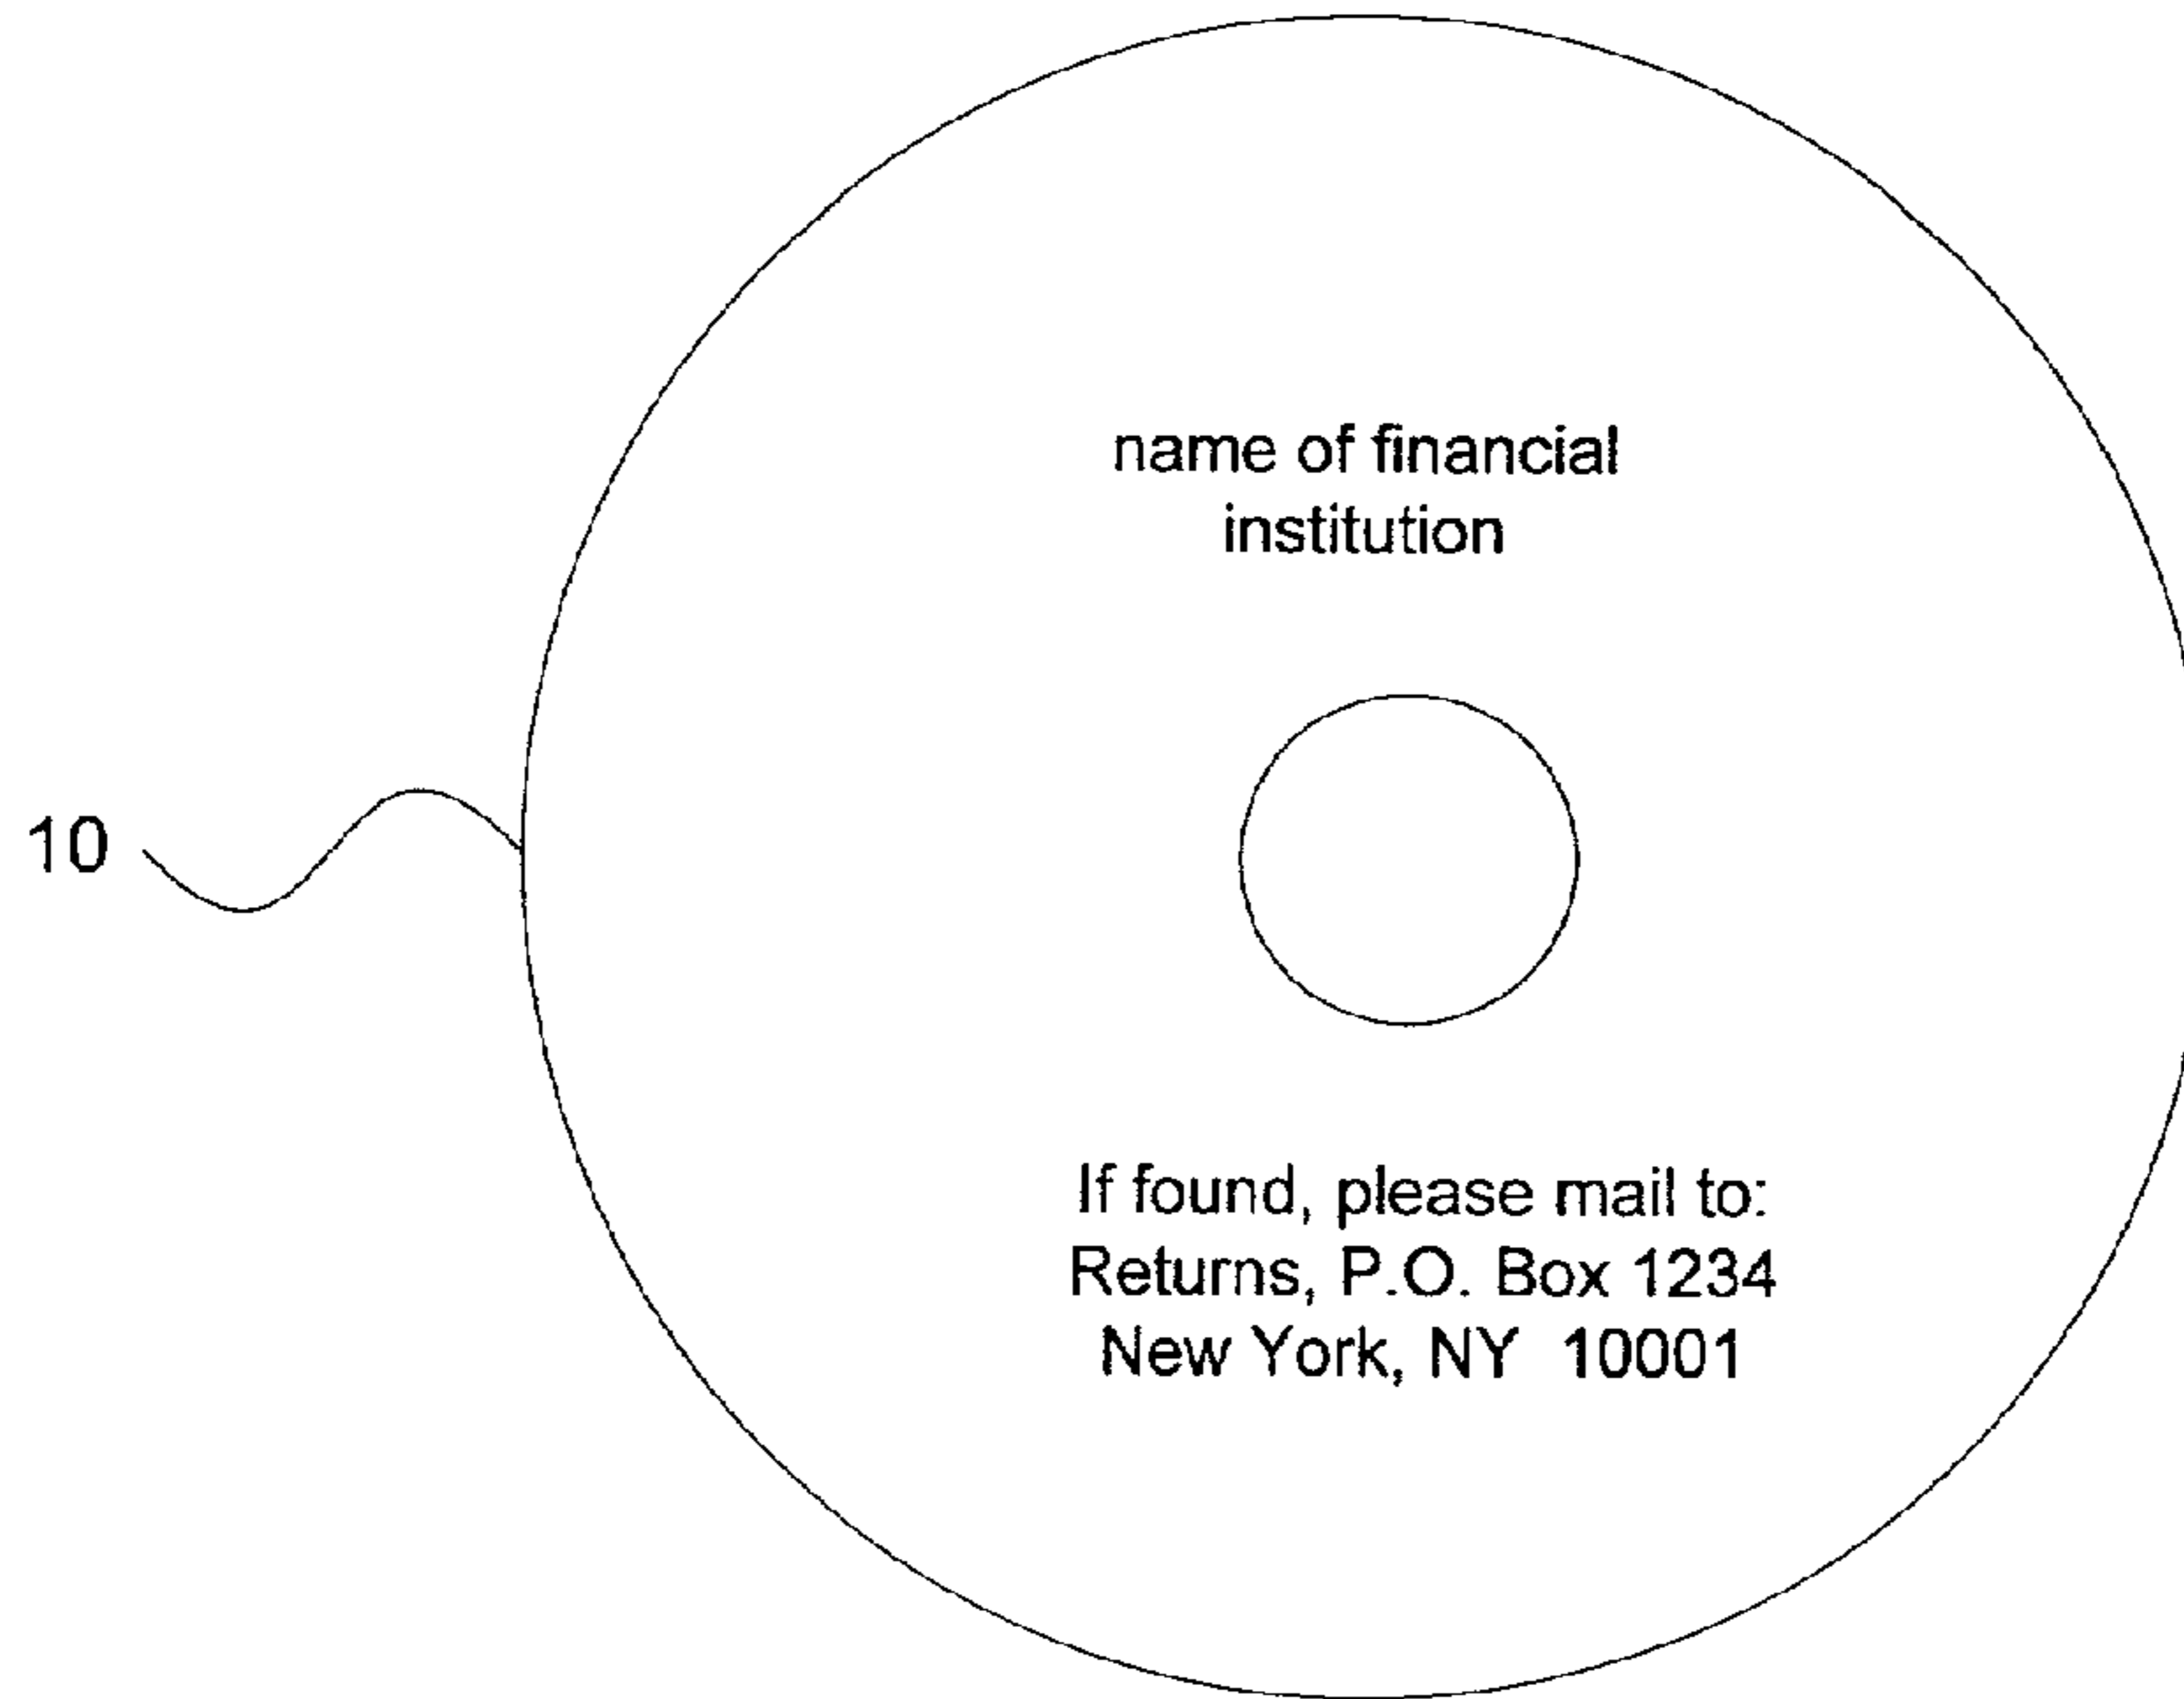 name of financial
institution
10
If found, please mail to:
Returns, P.O. Box 1234
New York, NY 10001